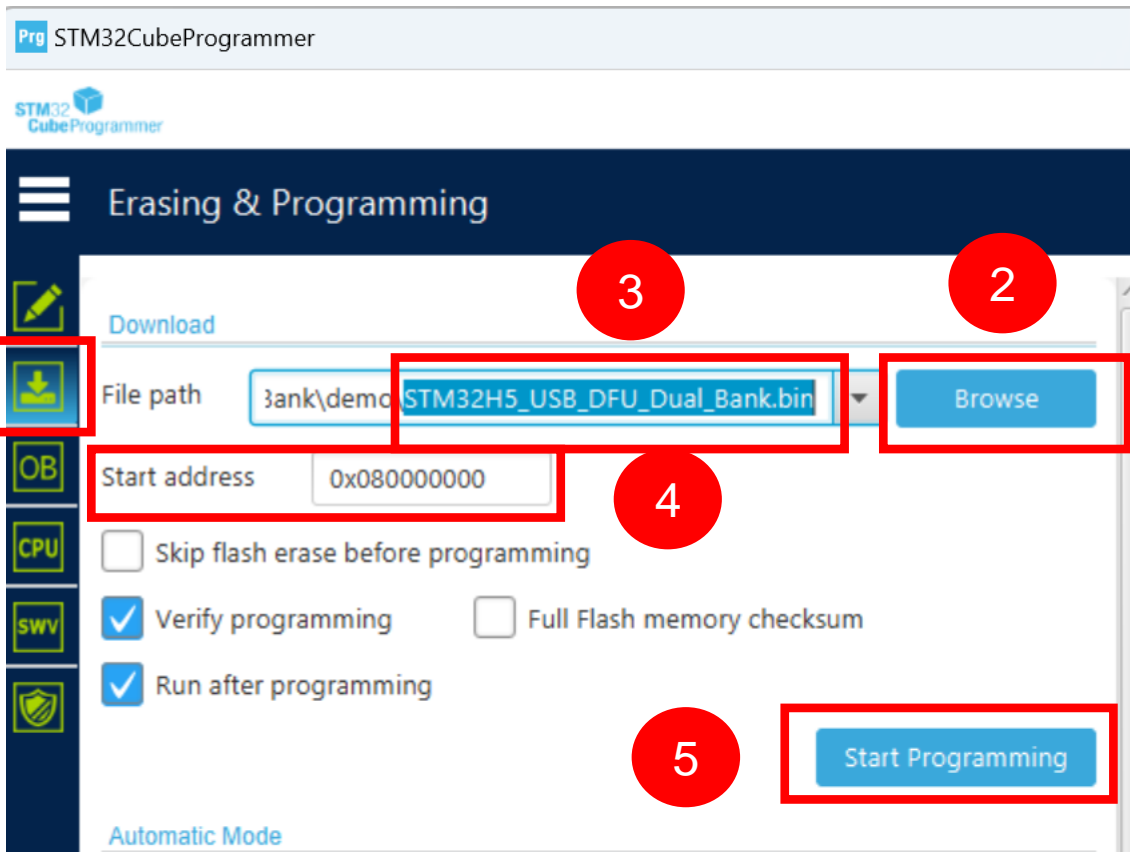 Prg STM32CubeProgrammer
STM32
CubeProgrammer
Erasing & Programming
3
2
Download
File path 3ank\demo\STM32H5_USB_DFU_Dual_Bank.bin Browse
OB
Start address 0x080000000
4
CPU
Skip flash erase before programming
SWV
Verify programming Full Flash memory checksum
Run after programming
5
Start Programming
Automatic Mode